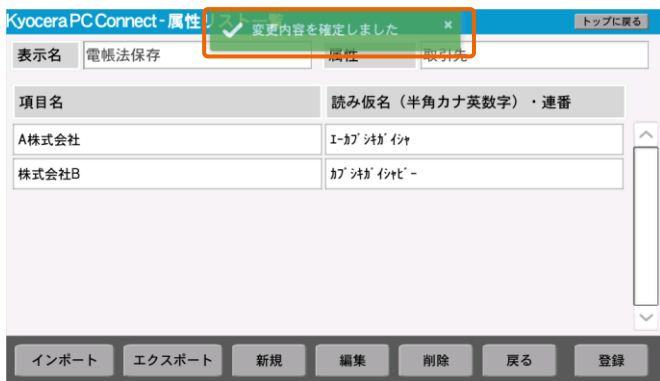 Kyocera PC Connect - 属性リスト一覧
変更内容を確定しました ×
トップに戻る
表示名 電帳法保存 属性 取引先
項目名 読み仮名（半角カナ英数字）・連番
A株式会社 ｴｰｶﾌﾞｼｷｶﾞｲｼｬ
株式会社B ｶﾌﾞｼｷｶﾞｲｼｬﾋﾞｰ
インポート エクスポート 新規 編集 削除 戻る 登録